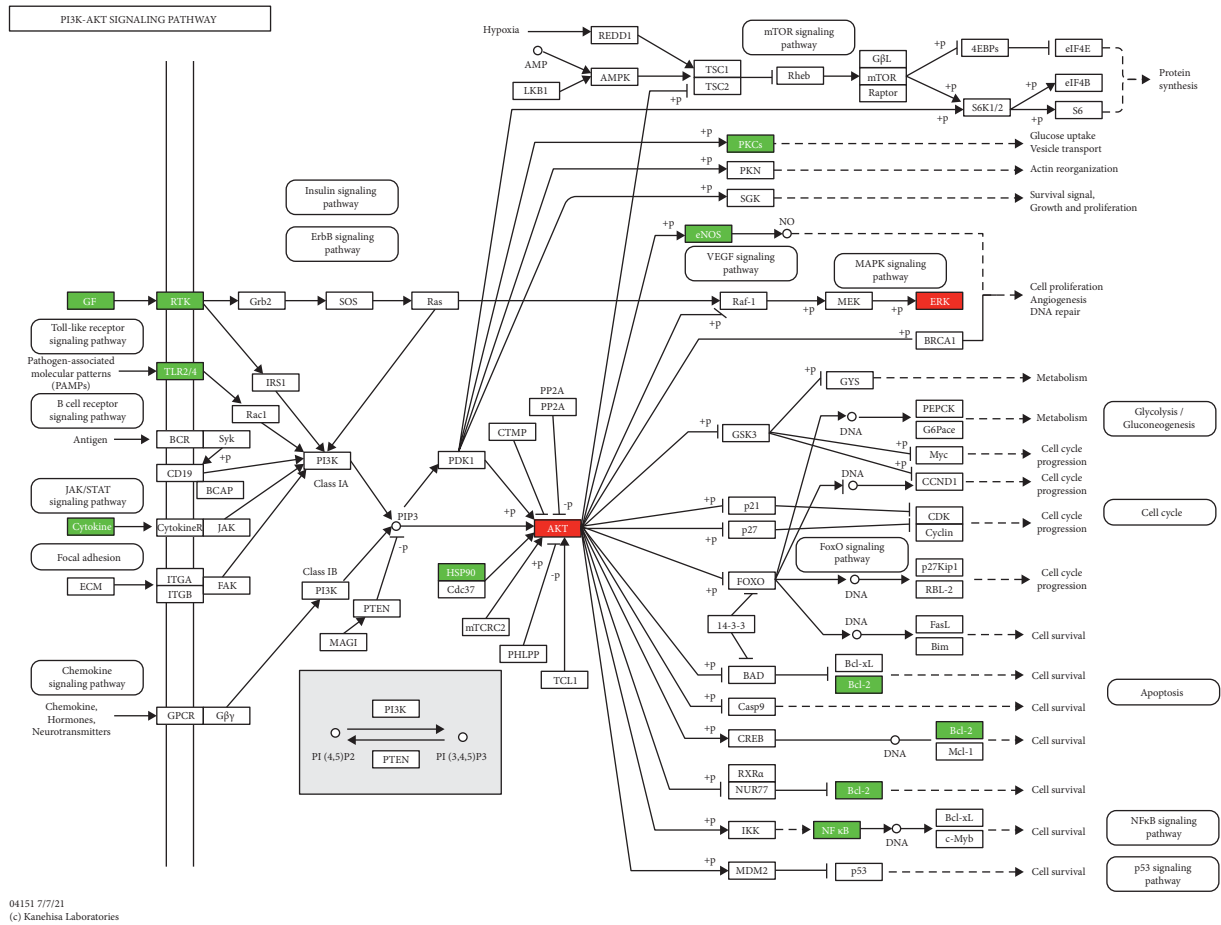 PI3K-AKT SIGNALING PATHWAY
Hypoxia
REDD1
AMP
LKB1
AMPK
TSC1
TSC2
+p
Rheb
mTOR signaling
pathway
GβL
mTOR
Raptor
+p
4EBPs
eIF4E
+p
S6K1/2
+p
+p
eIF4B
+p
S6
Protein
synthesis
+p
PKCs
Glucose uptake
Vesicle transport
+p
PKN
Actin reorganization
+p
SGK
Survival signal,
Growth and proliferation
Insulin signaling
pathway
ErbB signaling
pathway
+p
eNOS
NO
VEGF signaling
pathway
MAPK signaling
pathway
GF
RTK
Grb2
SOS
Ras
Raf-1
+p
+p
MEK
+p
ERK
Cell proliferation
Angiogenesis
DNA repair
+p
BRCA1
Toll-like receptor
signaling pathway
Pathogen-associated
molecular patterns
(PAMPs)
TLR2/4
IRS1
Rac1
B cell receptor
signaling pathway
Antigen
BCR
Syk
+p
CD19
BCAP
PI3K
Class IA
JAK/STAT
signaling pathway
Cytokine
CytokineR
JAK
Focal adhesion
ECM
ITGA
ITGB
FAK
Class IB
PI3K
PTEN
MAGI
PIP3
-p
PDK1
CTMP
PP2A
PP2A
-p
+p
AKT
HSP90
Cdc37
+p
-p
mTCRC2
PHLPP
TCL1
Chemokine
signaling pathway
Chemokine,
Hormones,
Neurotransmitters
GPCR
Gβγ
PI3K
PI (4,5)P2
PI (3,4,5)P3
PTEN
+p
GYS
Metabolism
+p
GSK3
DNA
PEPCK
G6Pace
Metabolism
Glycolysis /
Gluconeogenesis
+p
Myc
Cell cycle
progression
+p
DNA
CCND1
Cell cycle
progression
+p
p21
+p
p27
CDK
Cyclin
Cell cycle
progression
Cell cycle
FoxO signaling
pathway
+p
FOXO
DNA
p27Kip1
RBL-2
Cell cycle
progression
14-3-3
DNA
FasL
Bim
Cell survival
+p
BAD
Bcl-xL
Bcl-2
Cell survival
Apoptosis
+p
Casp9
Cell survival
+p
CREB
DNA
Bcl-2
Mcl-1
Cell survival
+p
RXRα
NUR77
Bcl-2
Cell survival
+p
IKK
NF κB
DNA
Bcl-xL
c-Myb
Cell survival
NFκB signaling
pathway
+p
MDM2
p53
Cell survival
p53 signaling
pathway
04151 7/7/21
(c) Kanehisa Laboratories